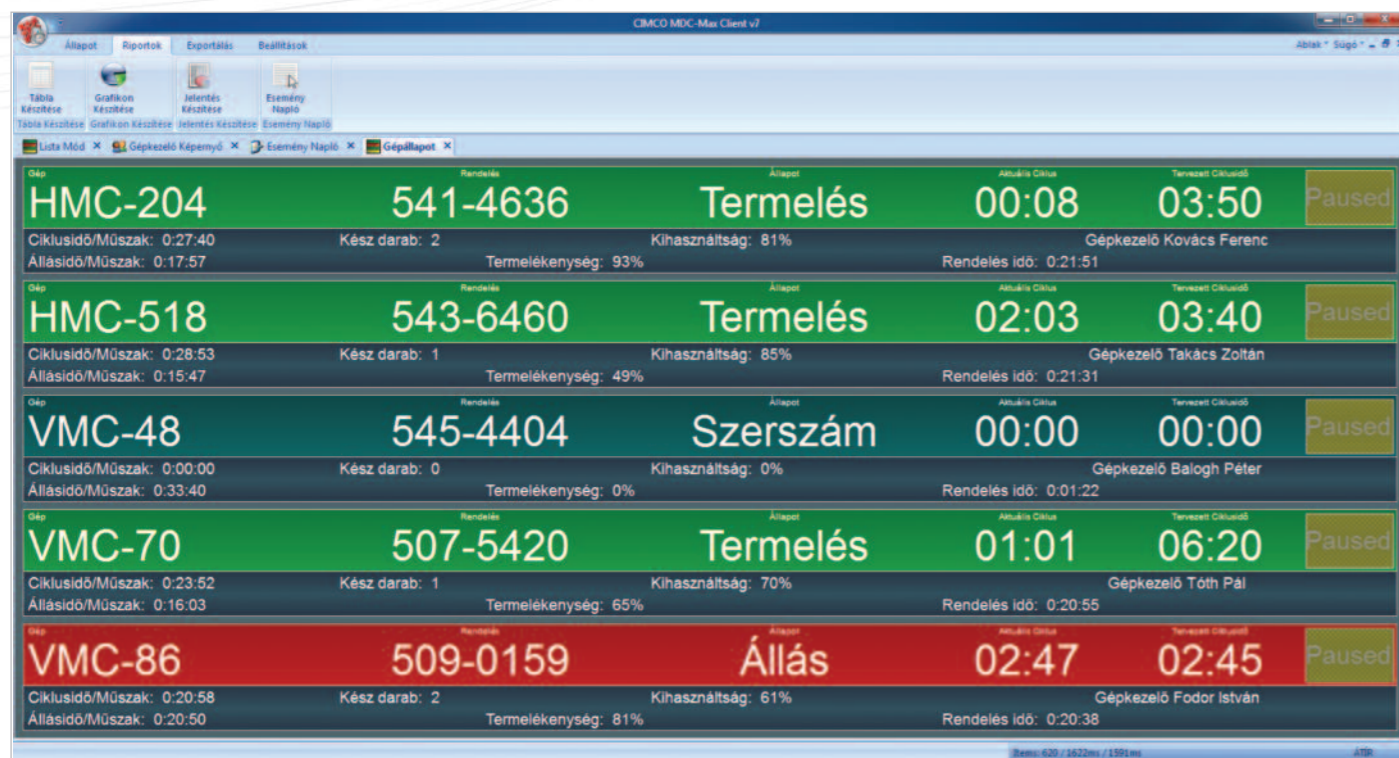 CIMCO MDC-Max Client v7
Állapot Riportok Exportálás Beállítások Ablak Súgó
Tábla Készítése Grafikon Készítése Jelentés Készítése Esemény Napló
Tábla Készítése Grafikon Készítése Jelentés Készítése Esemény Napló
Lista Mód Gépkezelő Képernyő Esemény Napló Gépállapot
Gép Rendelés Állapot Aktuális Ciklus Tervezett Ciklusidő
HMC-204 541-4636 Termelés 00:08 03:50 Paused
Ciklusidő/Műszak: 0:27:40 Kész darab: 2 Kihasználtság: 81% Gépkezelő Kovács Ferenc
Állásidő/Műszak: 0:17:57 Termelékenység: 93% Rendelés idő: 0:21:51
Gép Rendelés Állapot Aktuális Ciklus Tervezett Ciklusidő
HMC-518 543-6460 Termelés 02:03 03:40 Paused
Ciklusidő/Műszak: 0:28:53 Kész darab: 1 Kihasználtság: 85% Gépkezelő Takács Zoltán
Állásidő/Műszak: 0:15:47 Termelékenység: 49% Rendelés idő: 0:21:31
Gép Rendelés Állapot Aktuális Ciklus Tervezett Ciklusidő
VMC-48 545-4404 Szerszám 00:00 00:00 Paused
Ciklusidő/Műszak: 0:00:00 Kész darab: 0 Kihasználtság: 0% Gépkezelő Balogh Péter
Állásidő/Műszak: 0:33:40 Termelékenység: 0% Rendelés idő: 0:01:22
Gép Rendelés Állapot Aktuális Ciklus Tervezett Ciklusidő
VMC-70 507-5420 Termelés 01:01 06:20 Paused
Ciklusidő/Műszak: 0:23:52 Kész darab: 1 Kihasználtság: 70% Gépkezelő Tóth Pál
Állásidő/Műszak: 0:16:03 Termelékenység: 65% Rendelés idő: 0:20:55
Gép Rendelés Állapot Aktuális Ciklus Tervezett Ciklusidő
VMC-86 509-0159 Állás 02:47 02:45 Paused
Ciklusidő/Műszak: 0:20:58 Kész darab: 2 Kihasználtság: 61% Gépkezelő Fodor István
Állásidő/Műszak: 0:20:50 Termelékenység: 81% Rendelés idő: 0:20:38
Items: 620 / 1622ms / 1591ms ÁTÍR